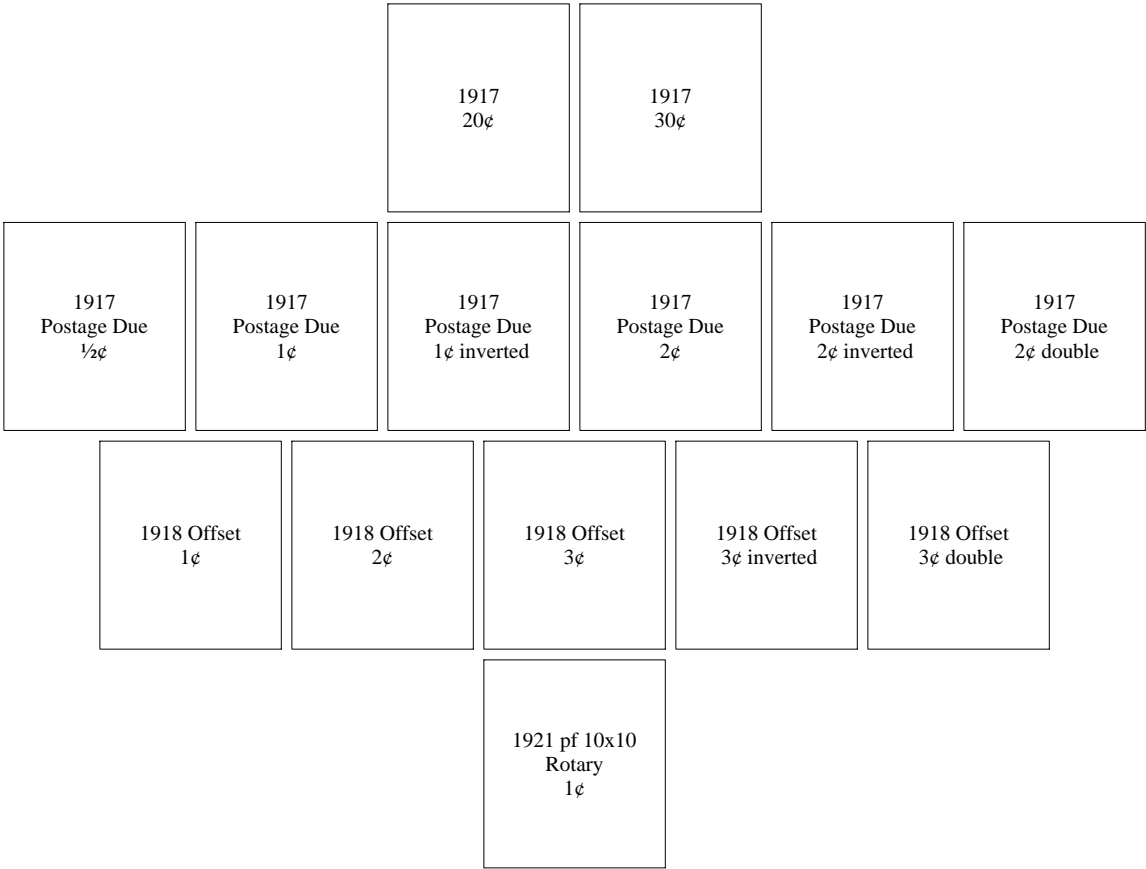 1917
20¢
1917
30¢
1917
Postage Due
½¢
1917
Postage Due
1¢
1917
Postage Due
1¢ inverted
1917
Postage Due
2¢
1917
Postage Due
2¢ inverted
1917
Postage Due
2¢ double
1918 Offset
1¢
1918 Offset
2¢
1918 Offset
3¢
1918 Offset
3¢ inverted
1918 Offset
3¢ double
1921 pf 10x10
Rotary
1¢